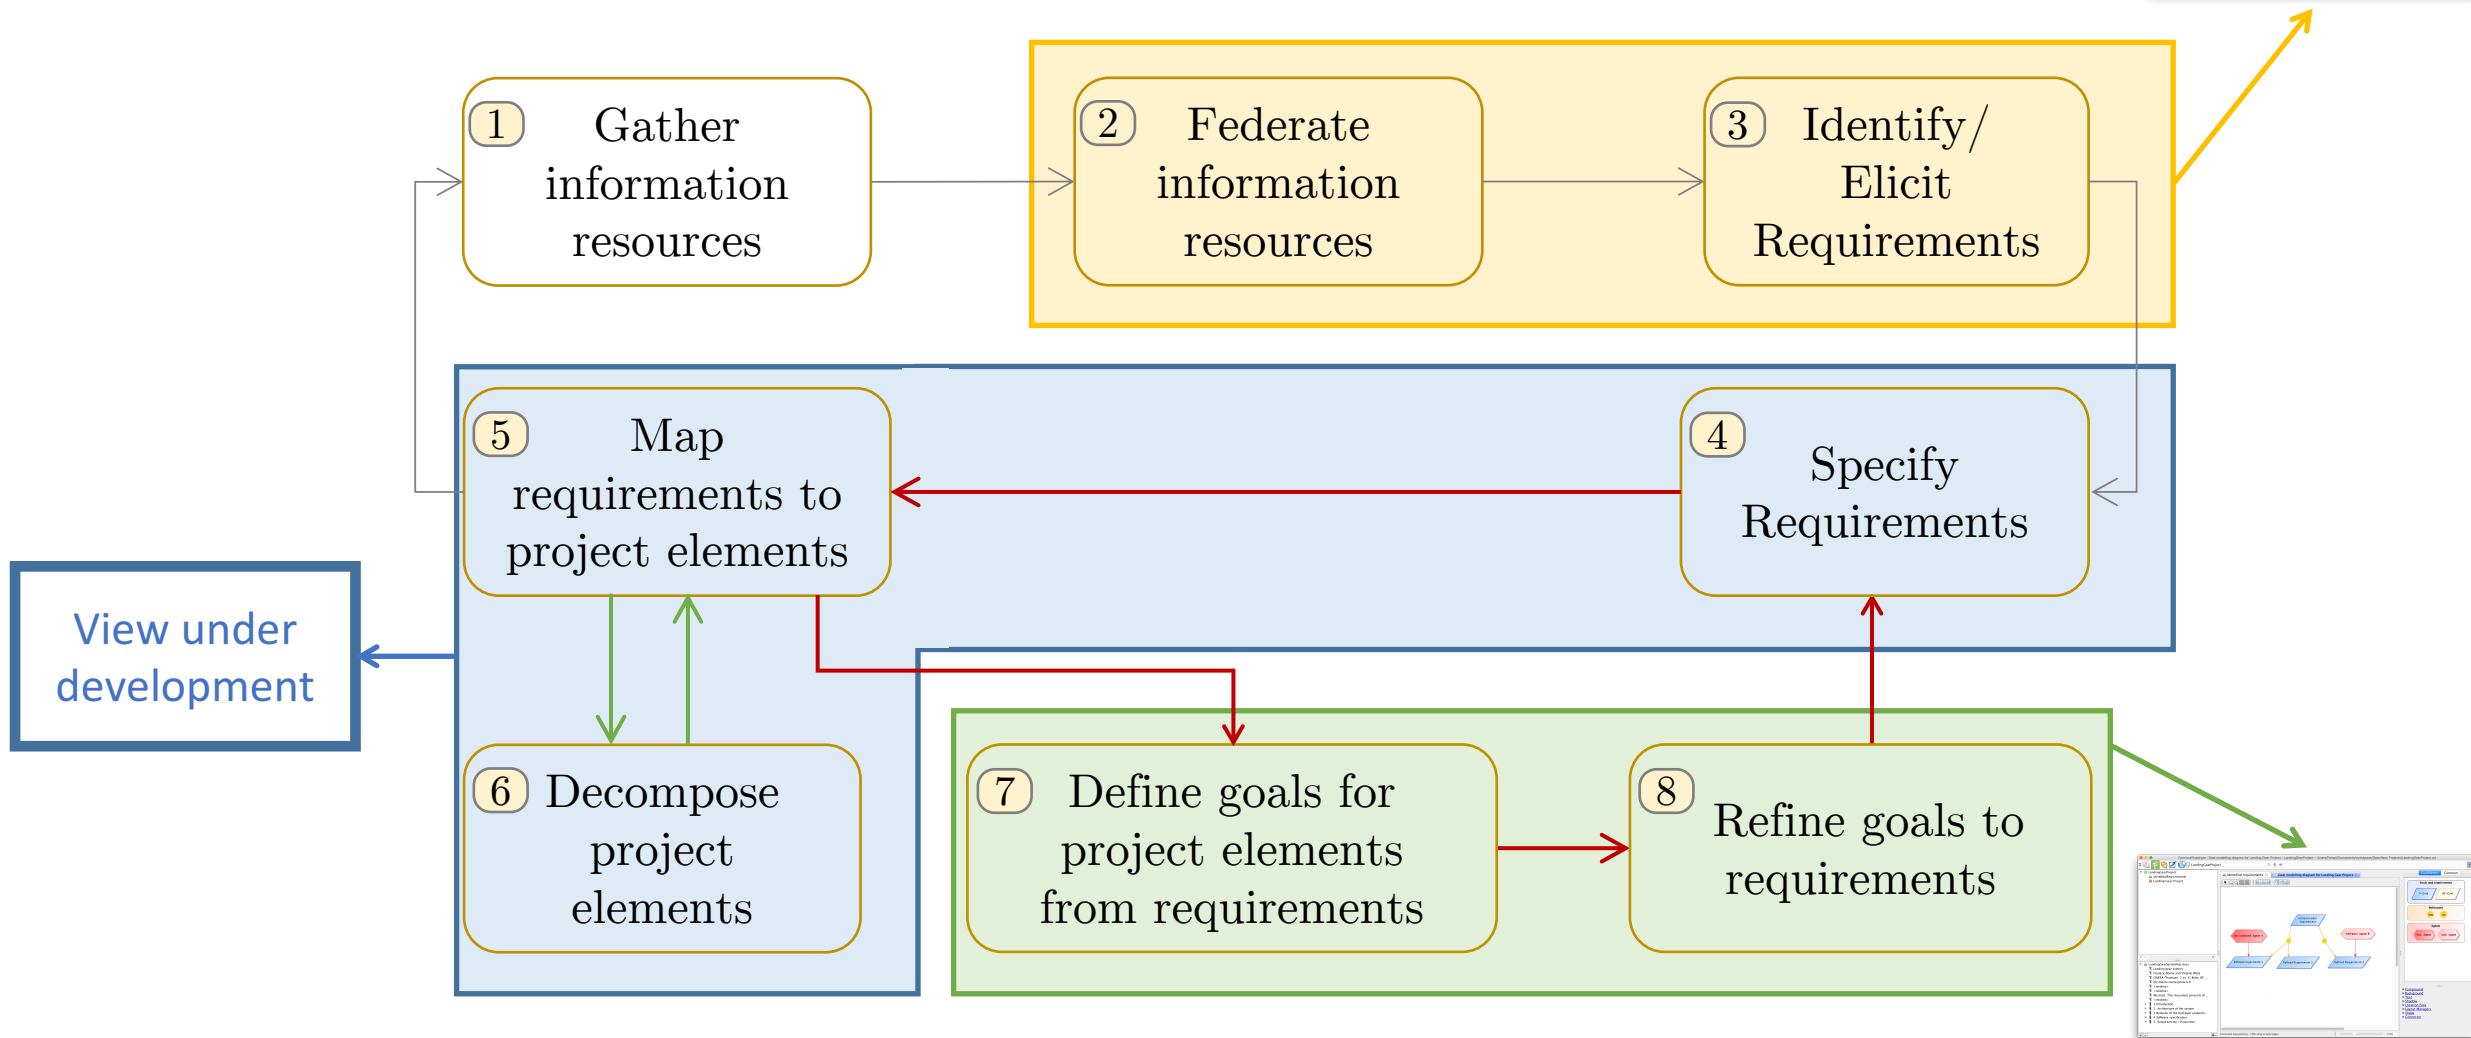 1
Gather
information
resources
2
Federate
information
resources
3
Identify/
Elicit
Requirements
5
Map
requirements to
project elements
4
Specify
Requirements
View under
development
6
Decompose
project
elements
7
Define goals for
project elements
from requirements
8
Refine goals to
requirements